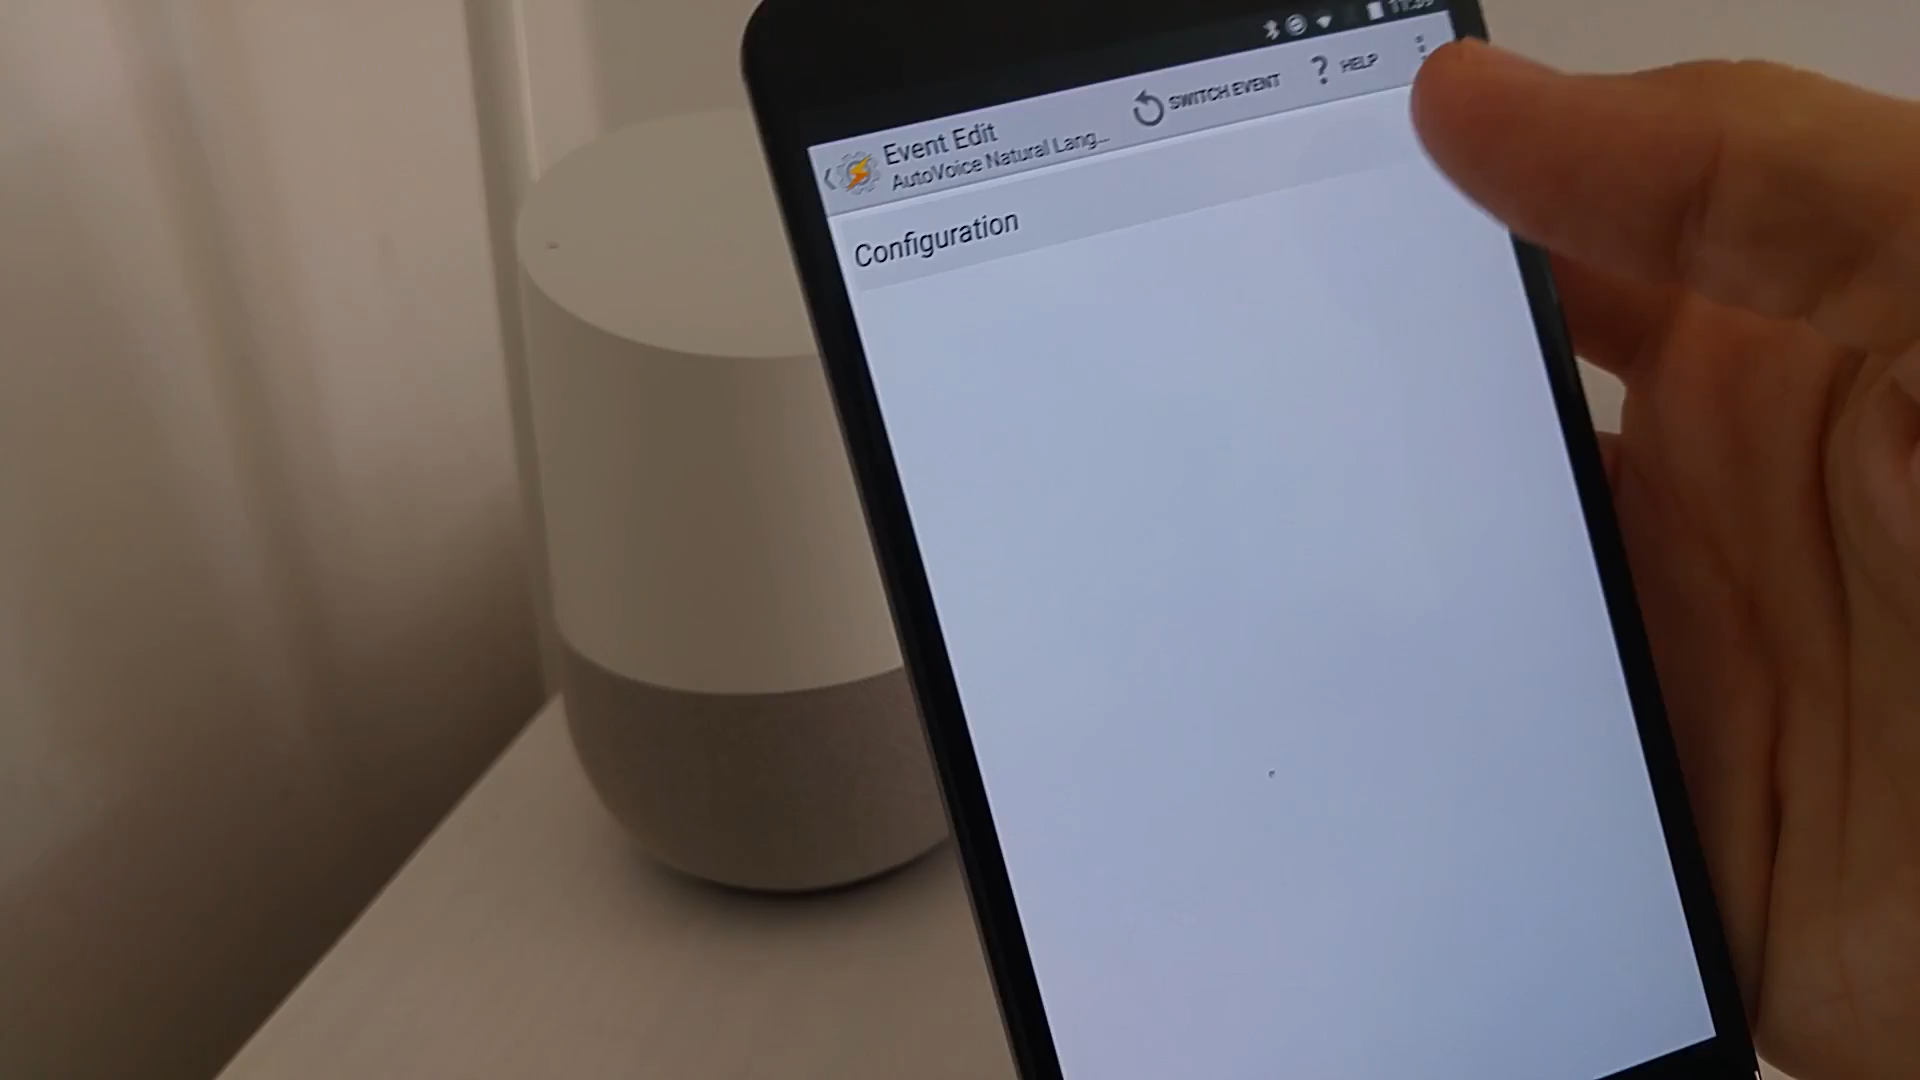 SWITCH EVENT
? HELP
Event Edit
AutoVoice Natural Lang...
Configuration